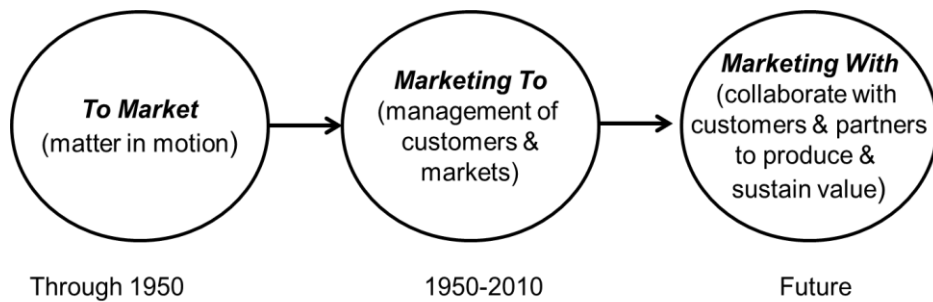 To Market
(matter in motion)
Marketing To
(management of
customers &
markets)
Marketing With
(collaborate with
customers & partners
to produce &
sustain value)
Through 1950
1950-2010
Future